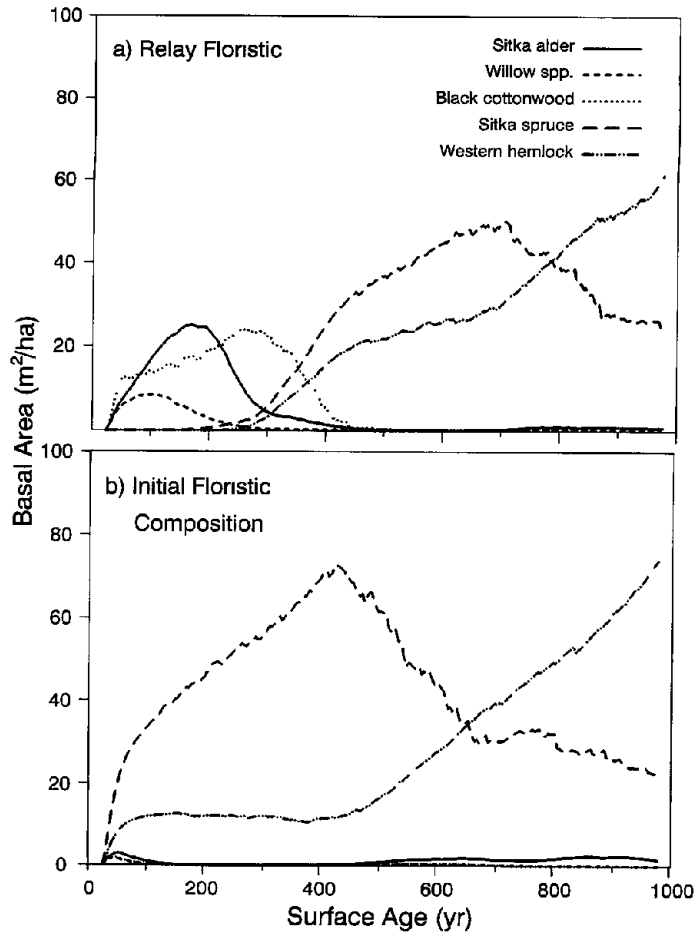 100
a) Relay Floristic
Sitka alder
Willow spp.
Black cottonwood
Sitka spruce
Western hemlock
80
60
40
20
Basal Area (m²/ha)
100
b) Initial Floristic
Composition
80
60
40
20
0
0 200 400 600 800 1000
Surface Age (yr)